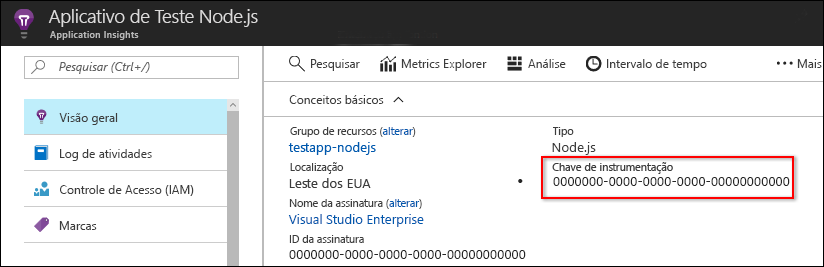 Aplicativo de Teste Node.js
Application Insights
Pesquisar (Ctrl+/)
Visão geral
Log de atividades
Controle de Acesso (IAM)
Marcas
Pesquisar
Metrics Explorer
Análise
Intervalo de tempo
Mais
Conceitos básicos
Grupo de recursos (alterar)
testapp-nodejs
Localização
Leste dos EUA
Nome da assinatura (alterar)
Visual Studio Enterprise
ID da assinatura
0000000-0000-0000-0000-00000000000
Tipo
Node.js
Chave de instrumentação
0000000-0000-0000-0000-00000000000